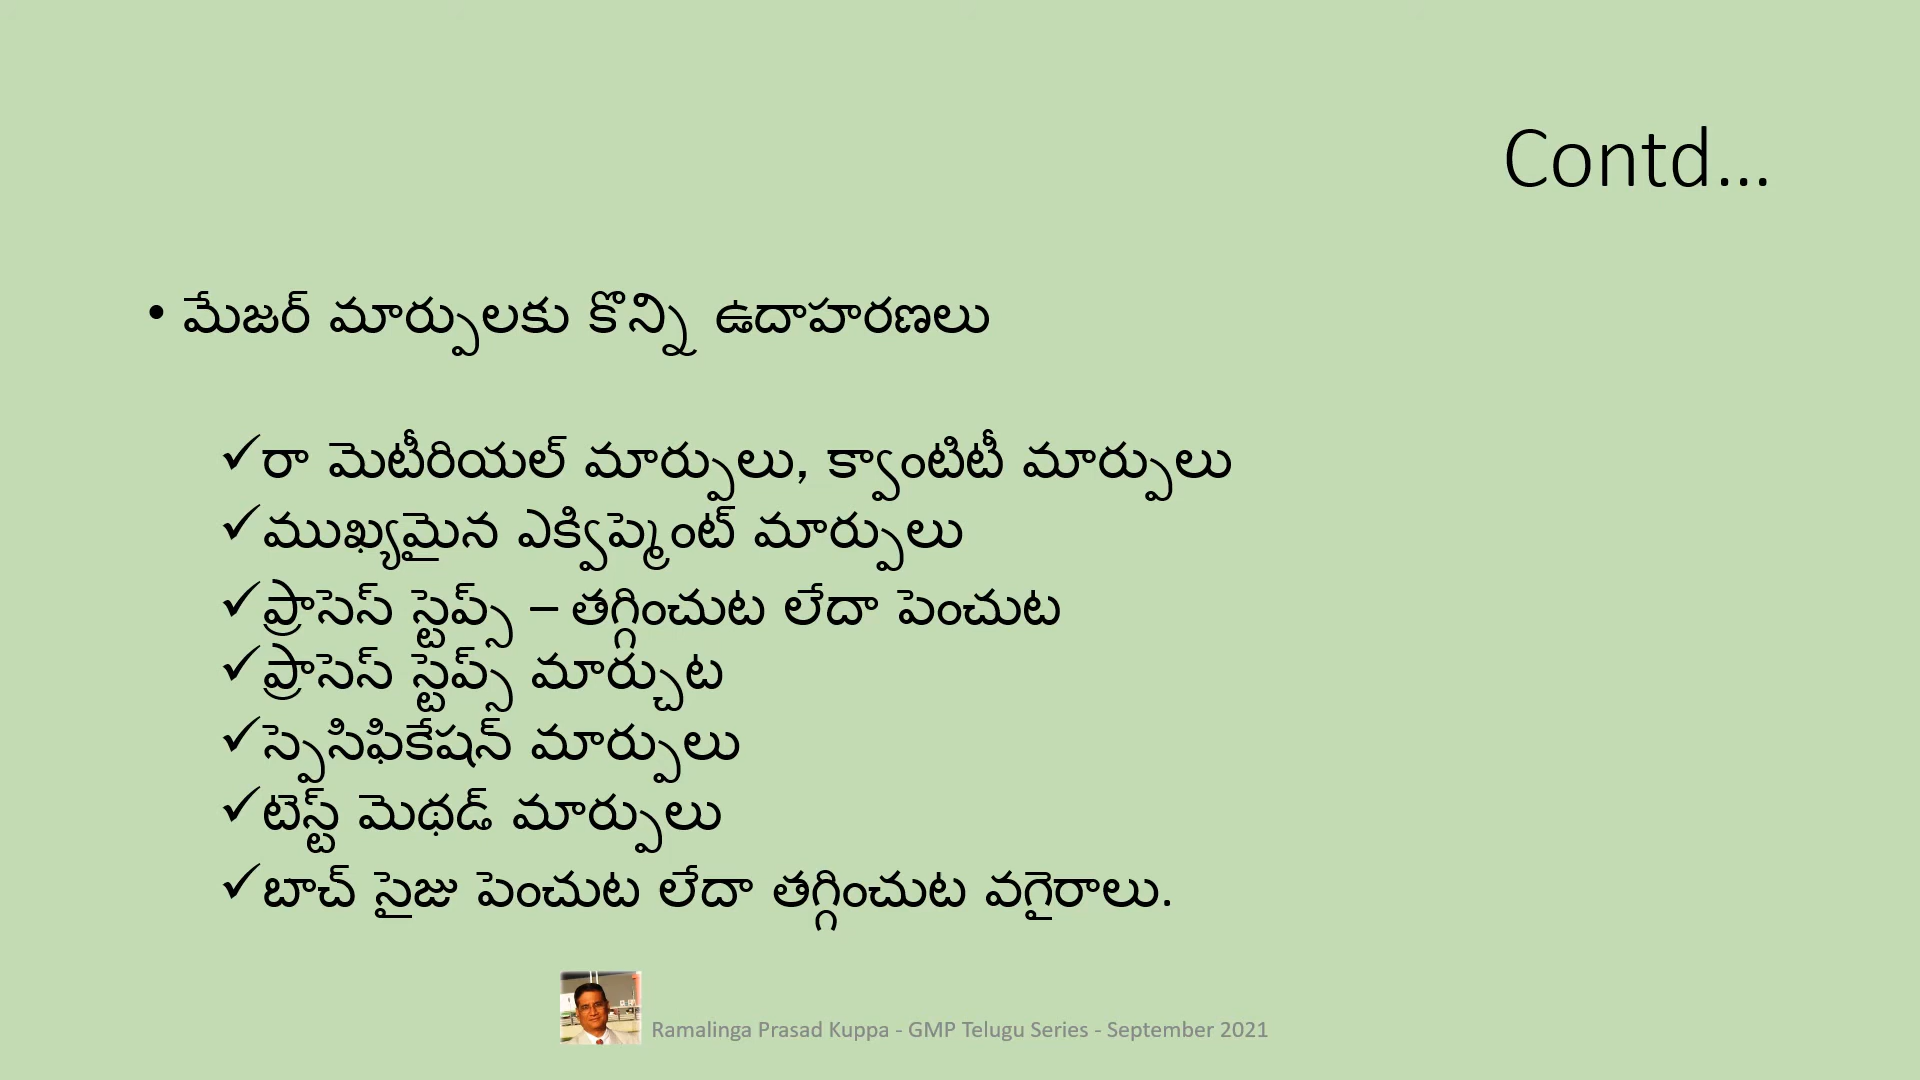 Contd...
• మేజర్ మార్పులకు కొన్ని ఉదాహరణలు
✓రా మెటీరియల్ మార్పులు, క్వాంటిటీ మార్పులు
✓ముఖ్యమైన ఎక్విప్మెంట్ మార్పులు
✓ప్రాసెస్ స్టెప్స్ – తగ్గించుట లేదా పెంచుట
✓ప్రాసెస్ స్టెప్స్ మార్చుట
✓స్పెసిఫికేషన్ మార్పులు
✓టెస్ట్ మెథడ్ మార్పులు
✓బాచ్ సైజు పెంచుట లేదా తగ్గించుట వగైరాలు.
Ramalinga Prasad Kuppa - GMP Telugu Series - September 2021